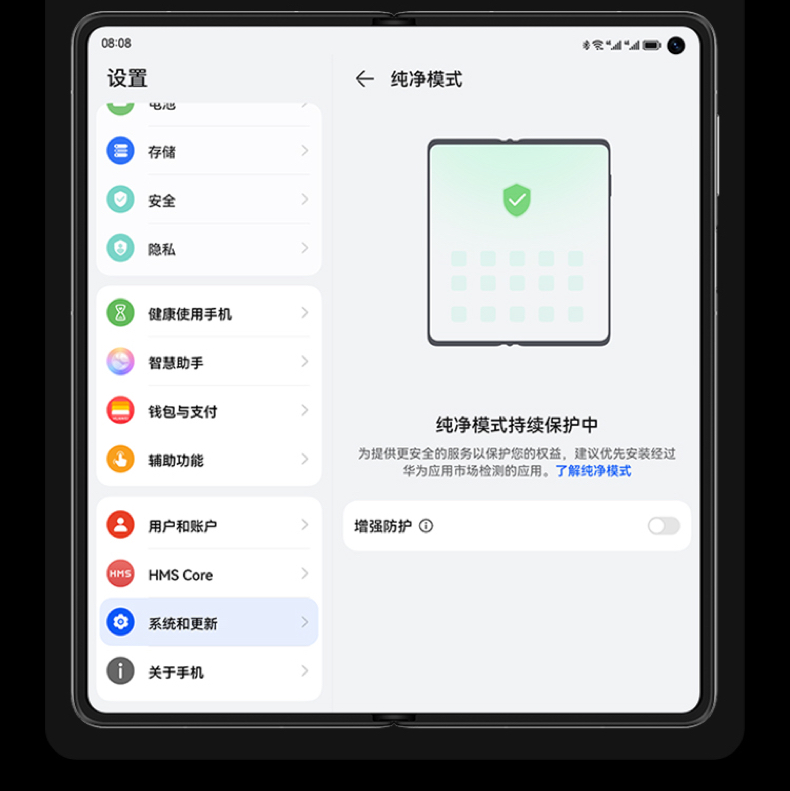 08:08
设置
电池
存储
安全
隐私
健康使用手机
智慧助手
钱包与支付
辅助功能
用户和账户
HMS
HMS Core
系统和更新
关于手机
纯净模式
纯净模式持续保护中
为提供更安全的服务以保护您的权益，建议优先安装经过
华为应用市场检测的应用。了解纯净模式
增强防护